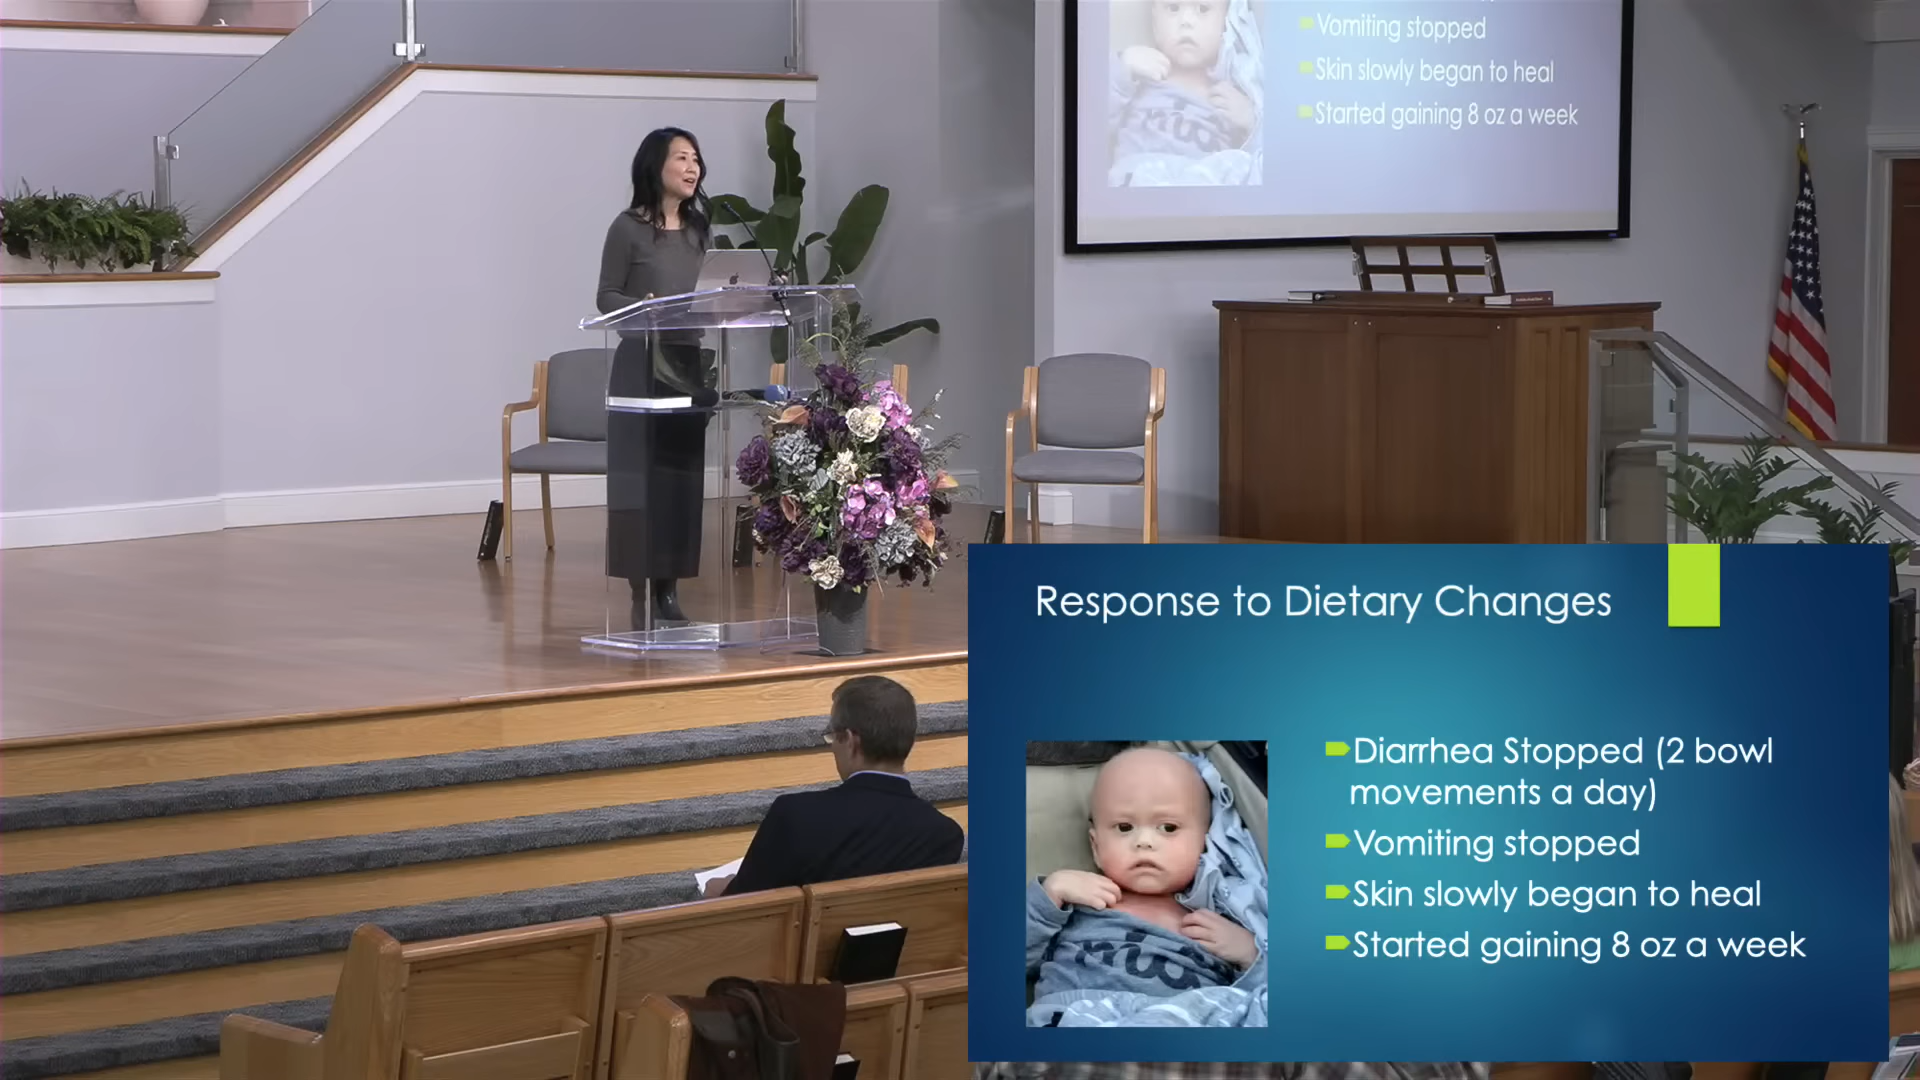 Vomiting stopped
Skin slowly began to heal
Started gaining 8 oz a week
Response to Dietary Changes
Diarrhea Stopped (2 bowl
movements a day)
Vomiting stopped
Skin slowly began to heal
Started gaining 8 oz a week